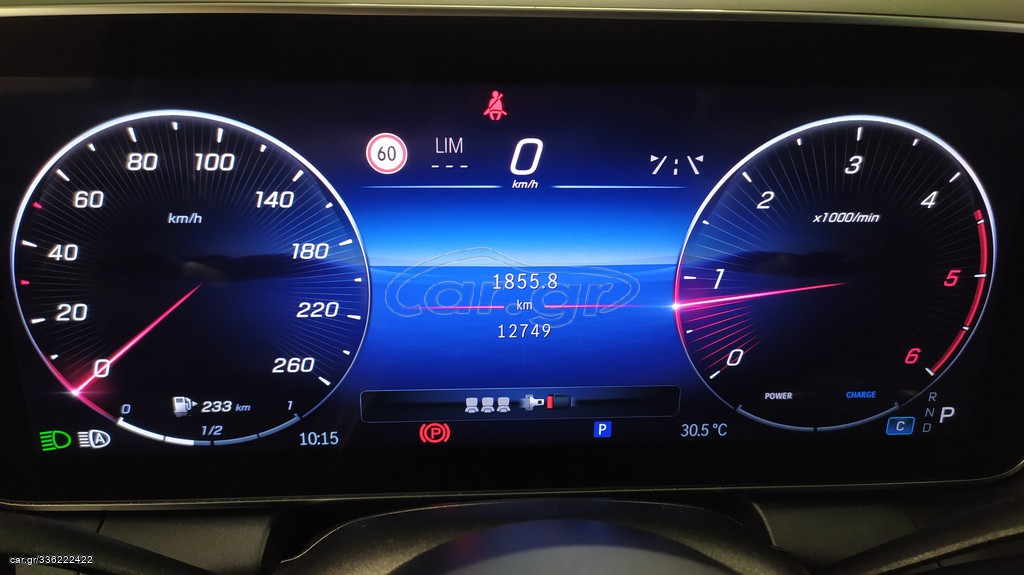 60
LIM
---
0
km/h
0
20
40
60
80
100
140
180
220
260
km/h
233 km
0
1/2
1
10:15
A
car.gr
1855.8
km
12749
P
P
30.5 °C
0
1
2
3
4
5
6
x1000/min
POWER
CHARGE
C
R
N
D
P
car.gr/336222422